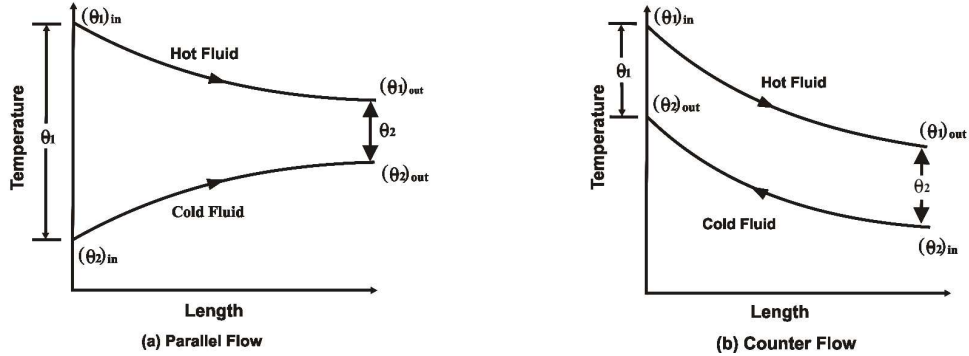 (θ1)in
Hot Fluid
(θ1)out
Temperature
θ1
θ2
(θ2)out
Cold Fluid
(θ2)in
Length
(a) Parallel Flow
(θ1)in
θ1
Hot Fluid
(θ2)out
Temperature
(θ1)out
θ2
Cold Fluid
(θ2)in
Length
(b) Counter Flow